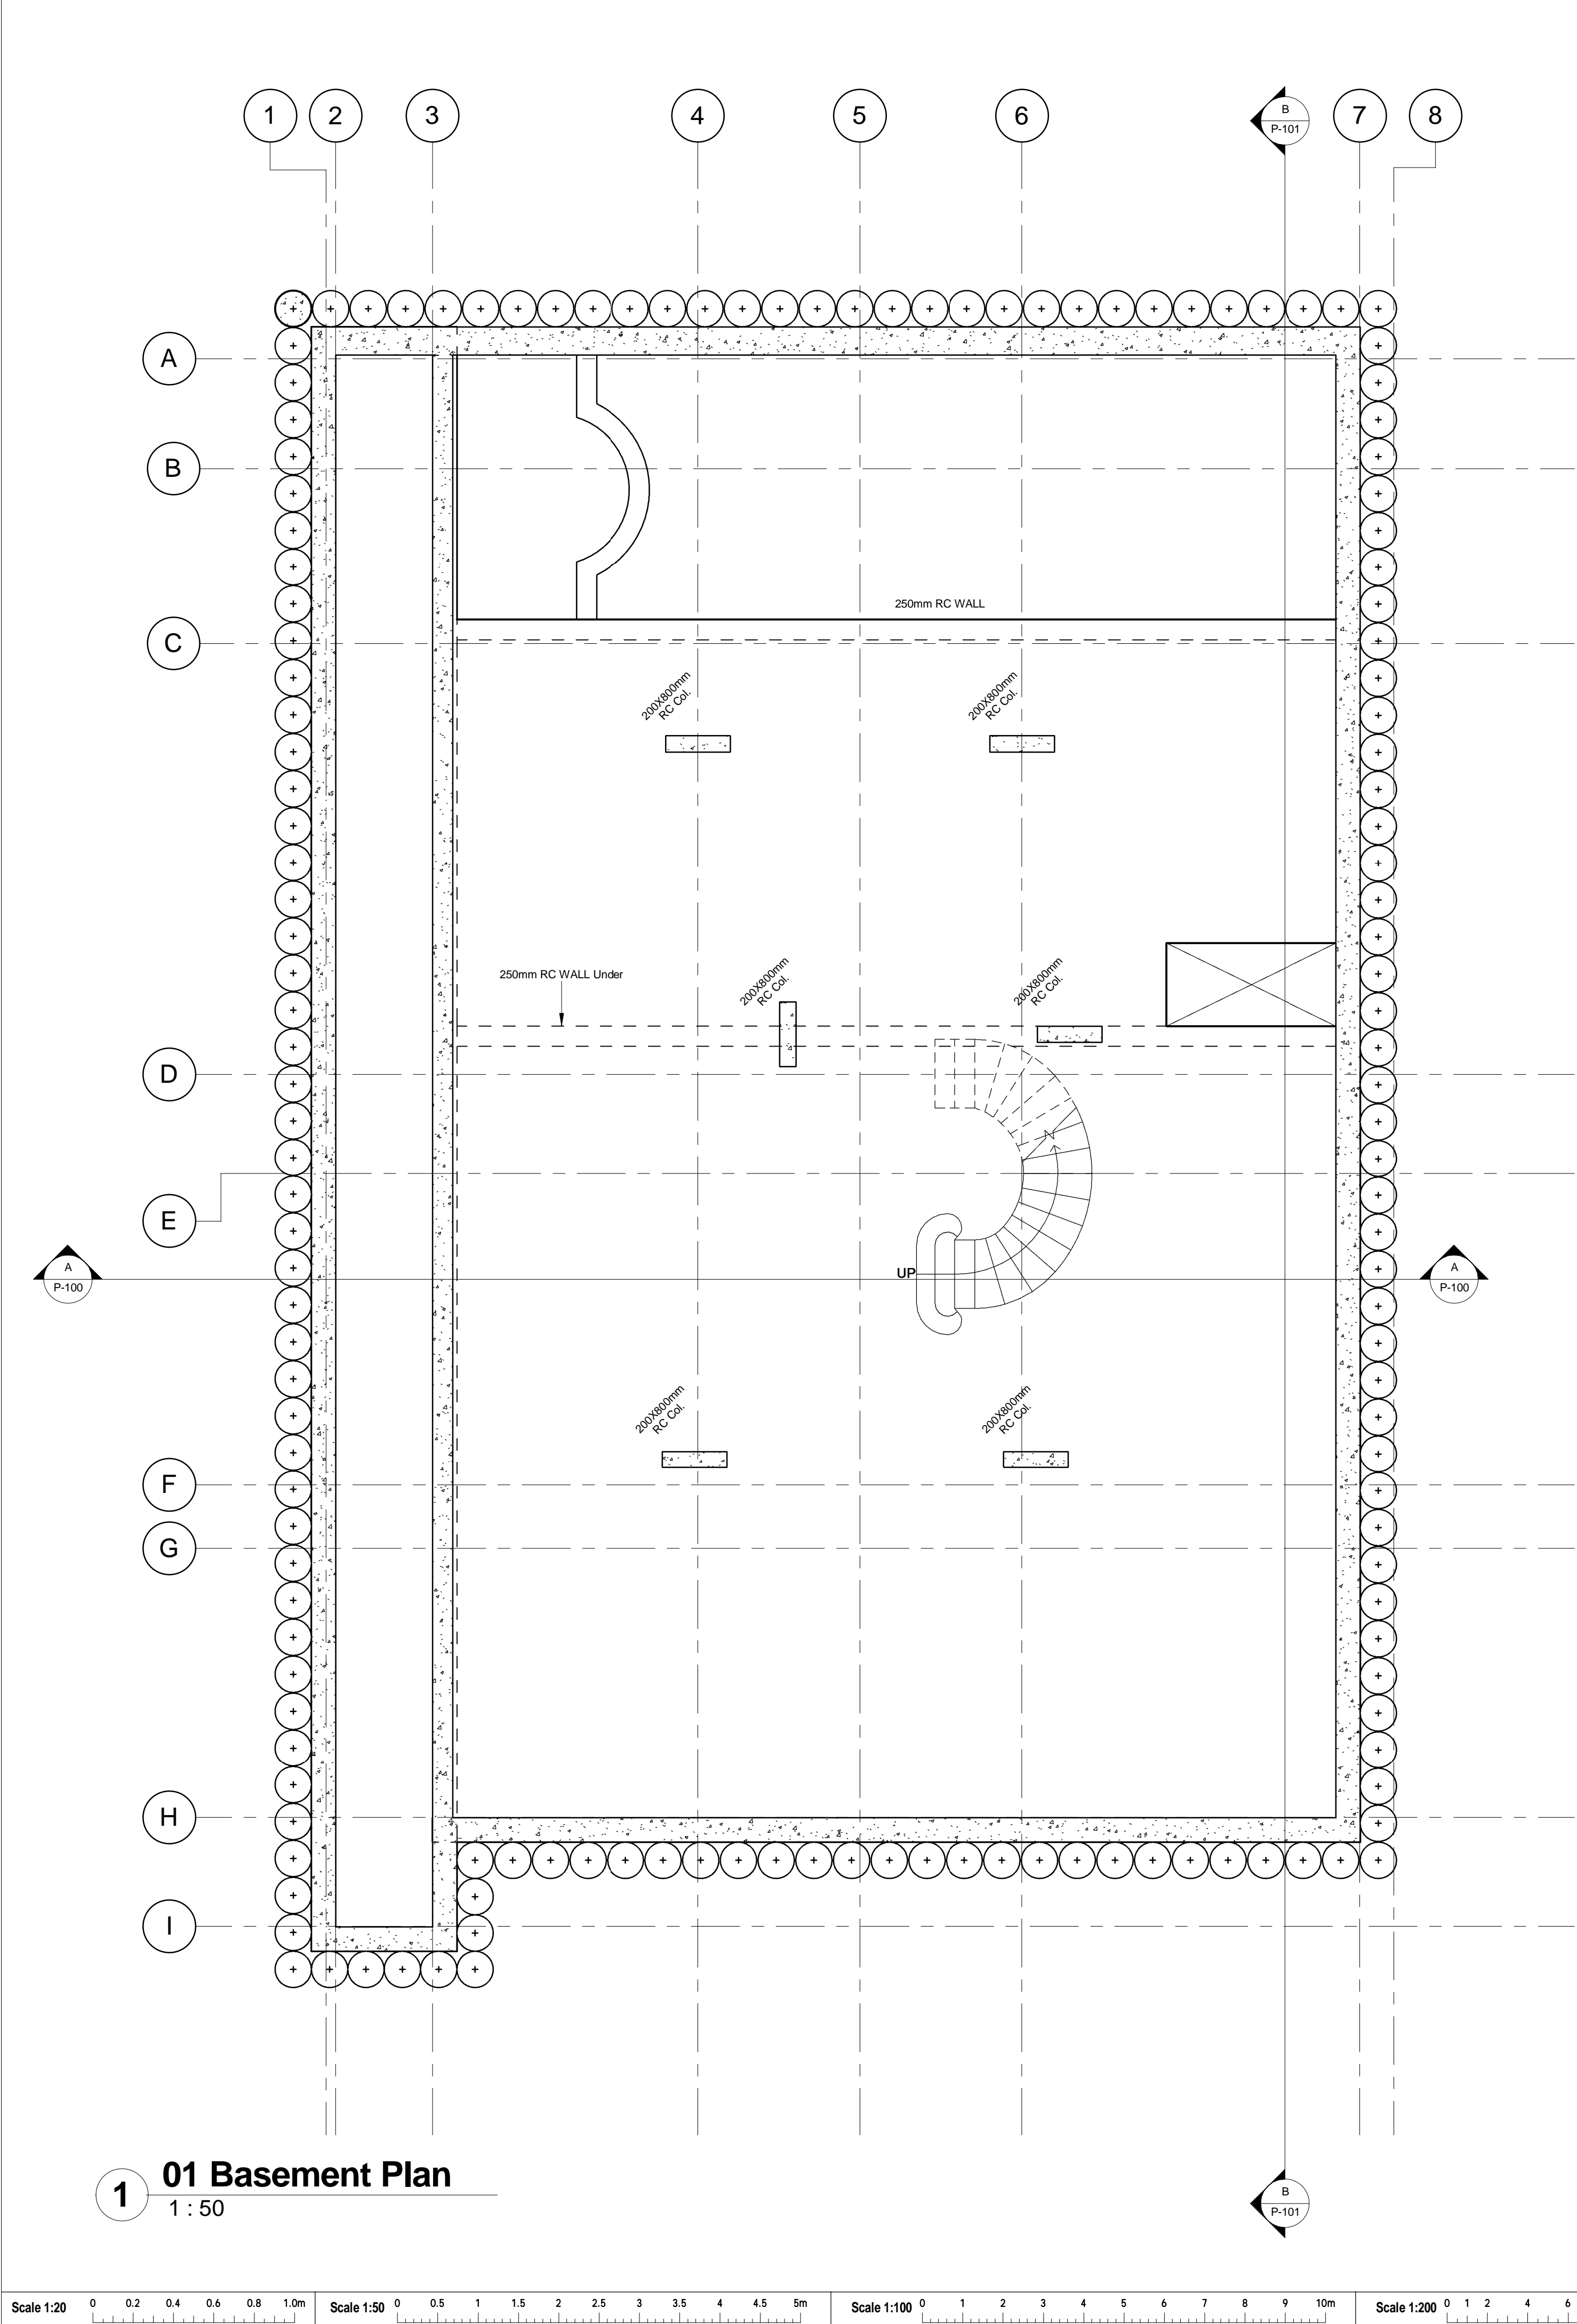 1 2 3 4 5 6 7 8
B
P-101
A
B
C
D
E
F
G
H
I
250mm RC WALL
200X800mm
RC Col.
200X800mm
RC Col.
250mm RC WALL Under
200X800mm
RC Col.
200X800mm
RC Col.
UP
A
P-100
A
P-100
200X800mm
RC Col.
200X800mm
RC Col.
1
01 Basement Plan
1 : 50
B
P-101
Scale 1:20 0 0.2 0.4 0.6 0.8 1.0m
Scale 1:50 0 0.5 1 1.5 2 2.5 3 3.5 4 4.5 5m
Scale 1:100 0 1 2 3 4 5 6 7 8 9 10m
Scale 1:200 0 1 2 4 6